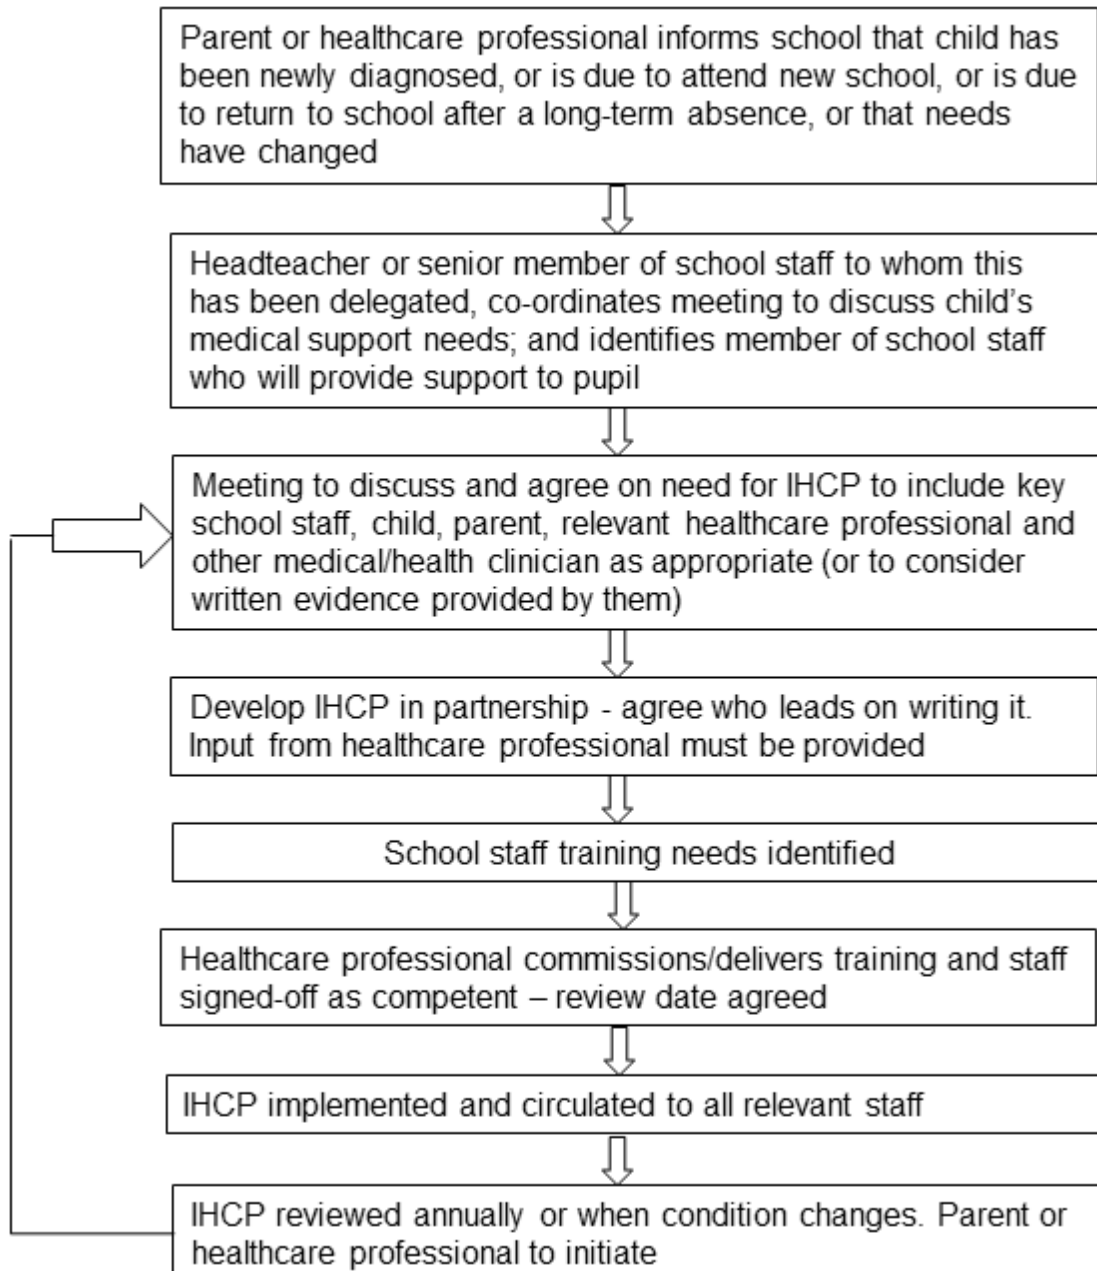 Parent or healthcare professional informs school that child has
been newly diagnosed, or is due to attend new school, or is due
to return to school after a long-term absence, or that needs
have changed
Headteacher or senior member of school staff to whom this
has been delegated, co-ordinates meeting to discuss child's
medical support needs; and identifies member of school staff
who will provide support to pupil
Meeting to discuss and agree on need for IHCP to include key
school staff, child, parent, relevant healthcare professional and
other medical/health clinician as appropriate (or to consider
written evidence provided by them)
Develop IHCP in partnership - agree who leads on writing it.
Input from healthcare professional must be provided
School staff training needs identified
Healthcare professional commissions/delivers training and staff
signed-off as competent – review date agreed
IHCP implemented and circulated to all relevant staff
IHCP reviewed annually or when condition changes. Parent or
healthcare professional to initiate